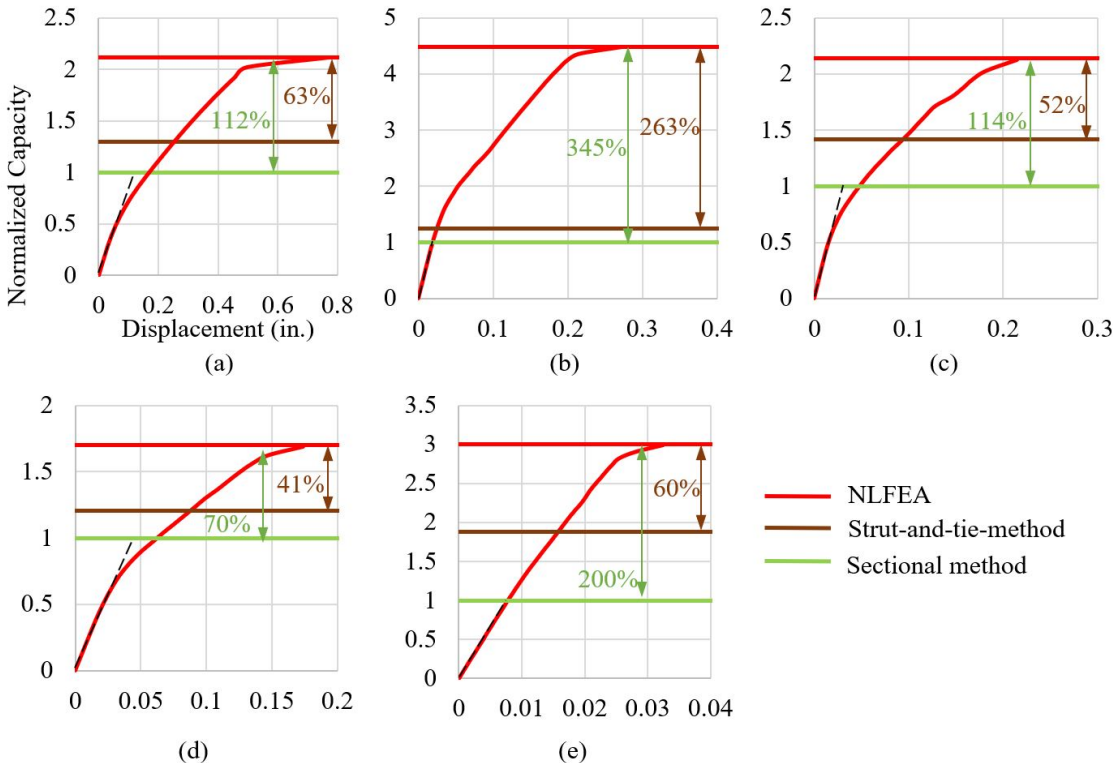 Normalized Capacity
2.5
2
1.5
1
0.5
0
63%
112%
0 0.2 0.4 0.6 0.8
Displacement (in.)
(a)
5
4
3
2
1
0
263%
345%
0 0.1 0.2 0.3 0.4
(b)
2.5
2
1.5
1
0.5
0
52%
114%
0 0.1 0.2 0.3
(c)
2
1.5
1
0.5
0
41%
70%
0 0.05 0.1 0.15 0.2
(d)
3.5
3
2.5
2
1.5
1
0.5
0
60%
200%
0 0.01 0.02 0.03 0.04
(e)
NLFEA
Strut-and-tie-method
Sectional method